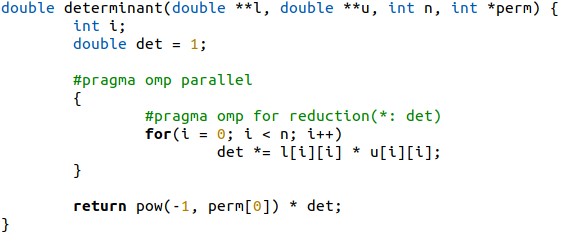 double determinant(double **l, double **u, int n, int *perm) {
        int i;
        double det = 1;

        #pragma omp parallel
        {
                #pragma omp for reduction(*: det)
                for(i = 0; i < n; i++)
                        det *= l[i][i] * u[i][i];
        }

        return pow(-1, perm[0]) * det;
}